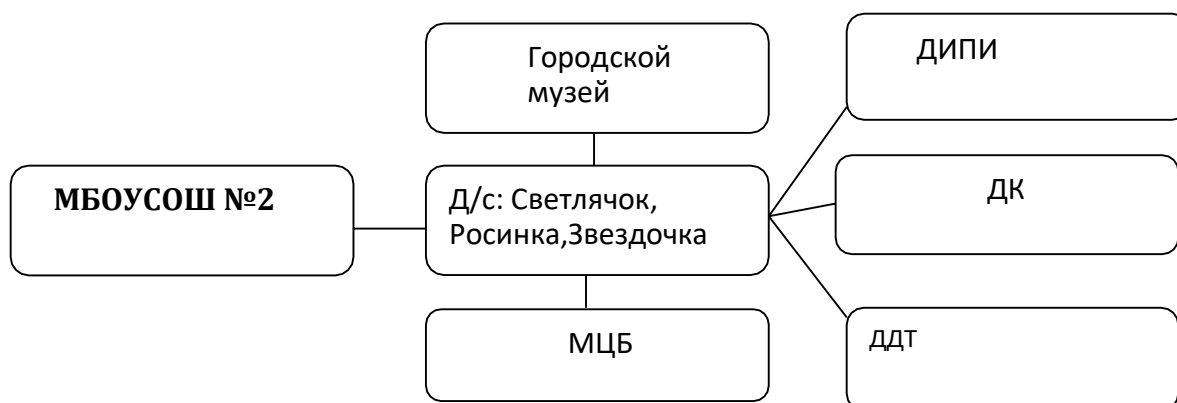 Городской
музей
ДИПИ
МБОУСОШ №2
Д/с: Светлячок,
Росинка,Звездочка
ДК
МЦБ
ДДТ